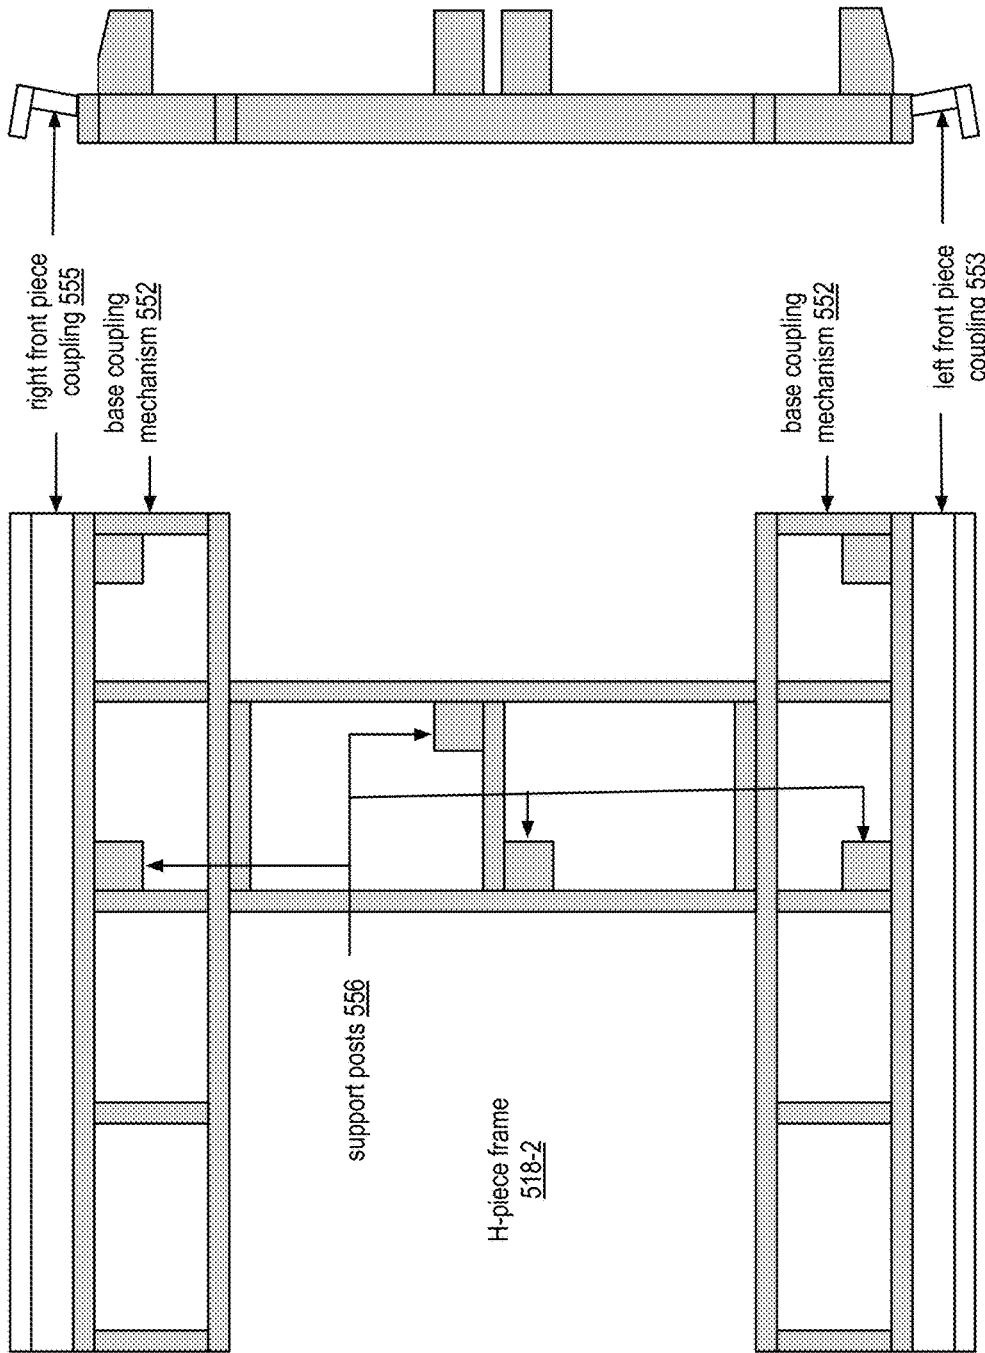 right front piece
coupling 555
base coupling
mechanism 552
base coupling
mechanism 552
left front piece
coupling 553
support posts 556
H-piece frame
518-2